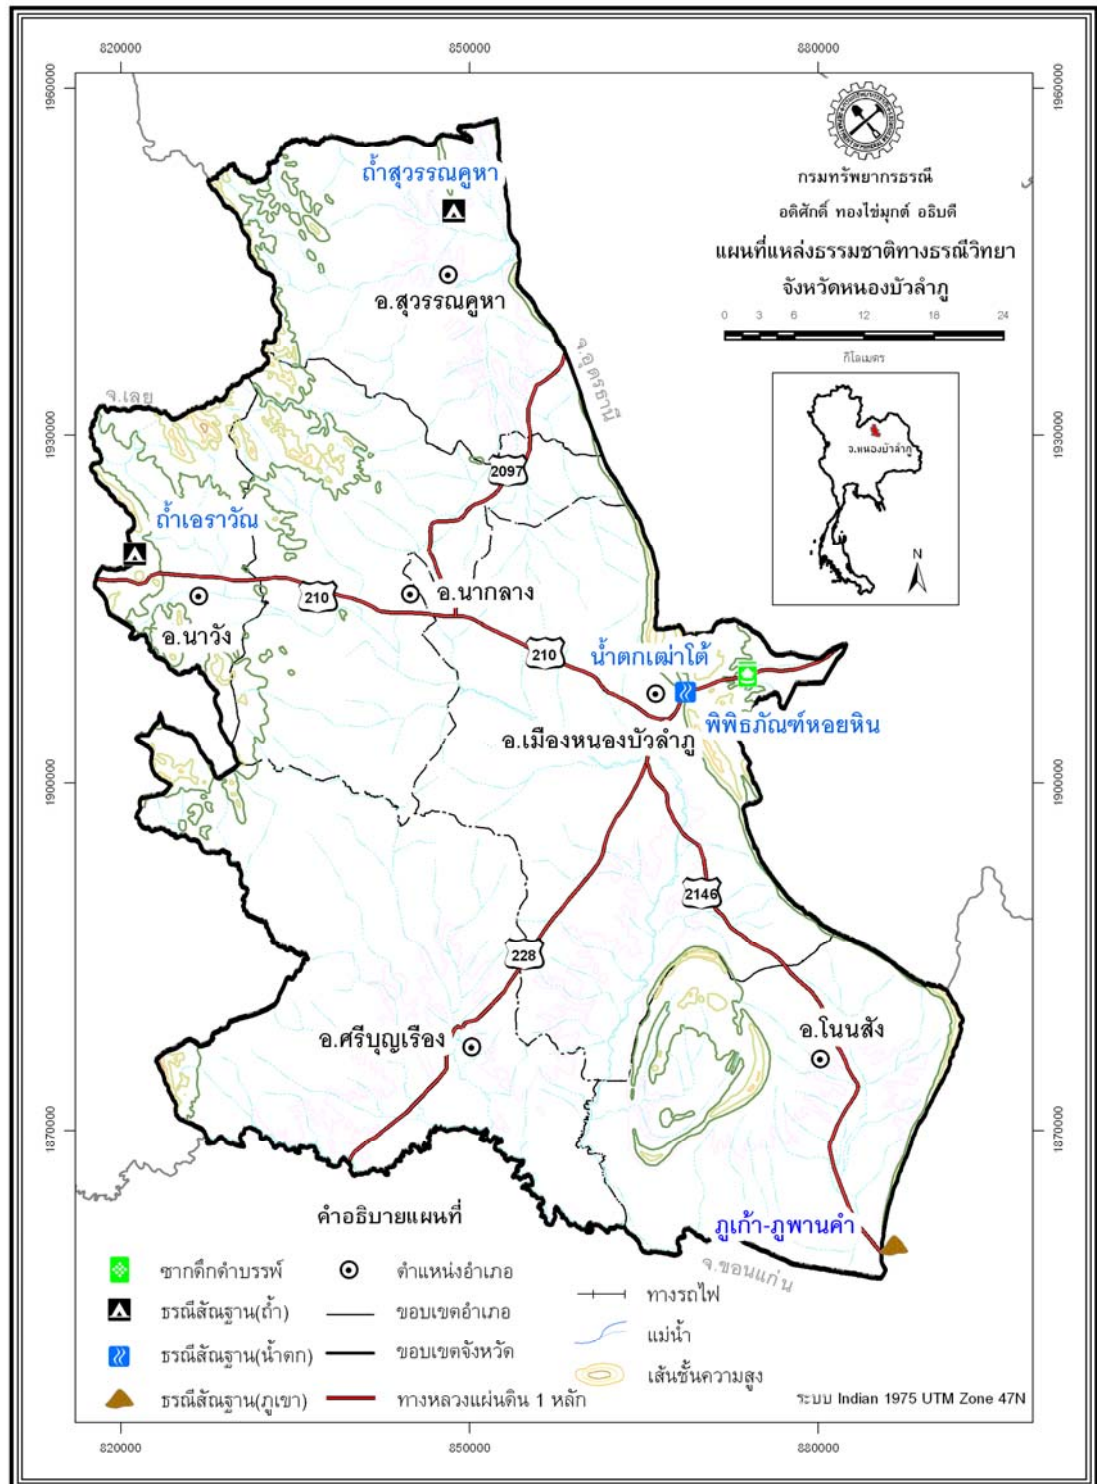 820000
850000
880000
1960000
1960000
กรมทรัพยากรธรณี
อดิศักดิ์ ทองไข่มุกต์ อธิบดี
แผนที่แหล่งธรรมชาติทางธรณีวิทยา
จังหวัดหนองบัวลำภู
0 3 6 12 18 24
กิโลเมตร
ถ้ำสุวรรณคูหา
อ.สุวรรณคูหา
จ.อุดรธานี
จ.เลย
จ.หนองบัวลำภู
N
1930000
1930000
2097
ถ้ำเอราวัณ
อ.นาวัง
210
อ.นากลาง
210
น้ำตกเฒ่าโต้
พิพิธภัณฑ์หอยหิน
อ.เมืองหนองบัวลำภู
1900000
1900000
2146
228
อ.ศรีบุญเรือง
อ.โนนสัง
1870000
1870000
ภูเก้า-ภูพานคำ
จ.ขอนแก่น
คำอธิบายแผนที่
ซากดึกดำบรรพ์
ธรณีสัณฐาน(ถ้ำ)
ธรณีสัณฐาน(น้ำตก)
ธรณีสัณฐาน(ภูเขา)
ตำแหน่งอำเภอ
ขอบเขตอำเภอ
ขอบเขตจังหวัด
ทางหลวงแผ่นดิน 1 หลัก
ทางรถไฟ
แม่น้ำ
เส้นชั้นความสูง
ระบบ Indian 1975 UTM Zone 47N
820000
850000
880000